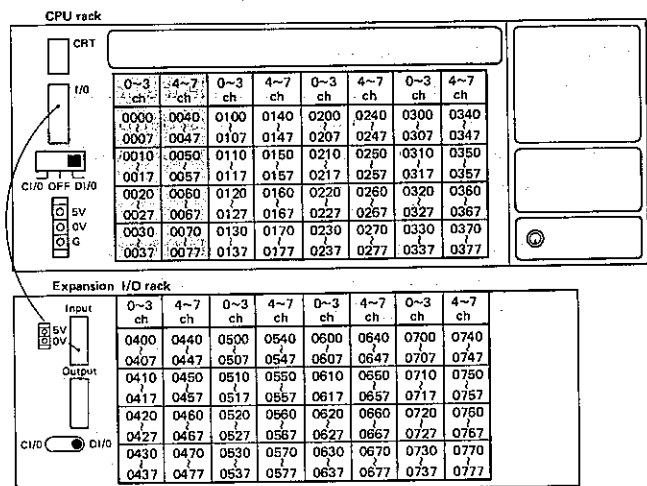 CPU rack
CRT
I/0
0~3 4~7 0~3 4~7 0~3 4~7 0~3 4~7
ch ch ch ch ch ch ch ch
0000 0040 0100 0140 0200 0240 0300 0340
~ ~ ~ ~ ~ ~ ~ ~
0007 0047 0107 0147 0207 0247 0307 0347
0010 0050 0110 0150 0210 0250 0310 0350
~ ~ ~ ~ ~ ~ ~ ~
0017 0057 0117 0157 0217 0257 0317 0357
0020 0060 0120 0160 0220 0260 0320 0360
~ ~ ~ ~ ~ ~ ~ ~
0027 0067 0127 0167 0227 0267 0327 0367
0030 0070 0130 0170 0230 0270 0330 0370
~ ~ ~ ~ ~ ~ ~ ~
0037 0077 0137 0177 0237 0277 0337 0377
CI/0 OFF DI/0
5V
0V
G
Expansion I/O rack
Input
5V
0V
Output
CI/0 DI/0
0~3 4~7 0~3 4~7 0~3 4~7 0~3 4~7
ch ch ch ch ch ch ch ch
0400 0440 0500 0540 0600 0640 0700 0740
~ ~ ~ ~ ~ ~ ~ ~
0407 0447 0507 0547 0607 0647 0707 0747
0410 0450 0510 0550 0610 0650 0710 0750
~ ~ ~ ~ ~ ~ ~ ~
0417 0457 0517 0557 0617 0657 0717 0757
0420 0460 0520 0560 0620 0660 0720 0760
~ ~ ~ ~ ~ ~ ~ ~
0427 0467 0527 0567 0627 0667 0727 0767
0430 0470 0530 0570 0630 0670 0730 0770
~ ~ ~ ~ ~ ~ ~ ~
0437 0477 0537 0577 0637 0677 0737 0777